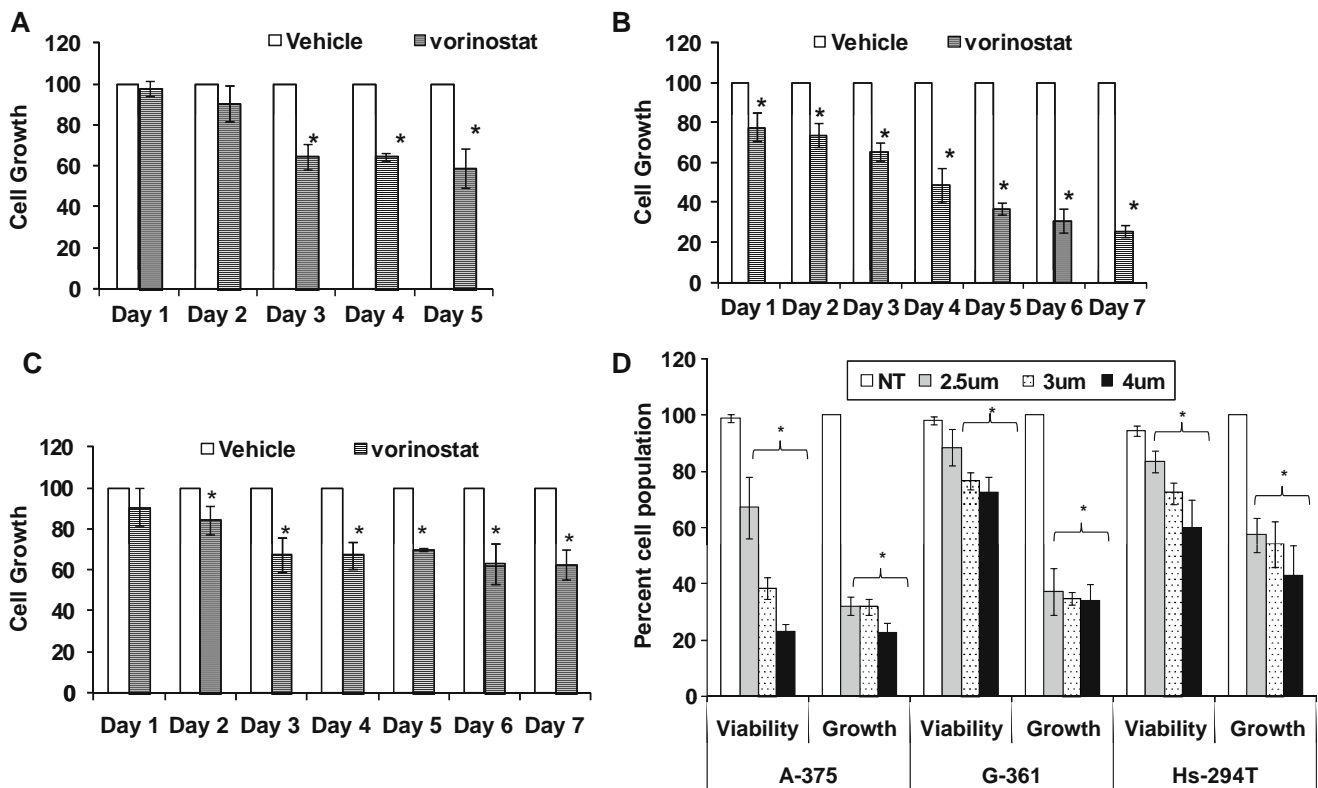 A
Vehicle vorinostat
120
100
80
60
40
20
0
Cell Growth
* * *
Day 1 Day 2 Day 3 Day 4 Day 5
B
Vehicle vorinostat
120
100
80
60
40
20
0
Cell Growth
* * * * * * *
Day 1 Day 2 Day 3 Day 4 Day 5 Day 6 Day 7
C
Vehicle vorinostat
120
100
80
60
40
20
0
Cell Growth
* * * * * *
Day 1 Day 2 Day 3 Day 4 Day 5 Day 6 Day 7
D
NT 2.5um 3um 4um
120
100
80
60
40
20
0
Percent cell population
* * * * * *
Viability Growth Viability Growth Viability Growth
A-375 G-361 Hs-294T